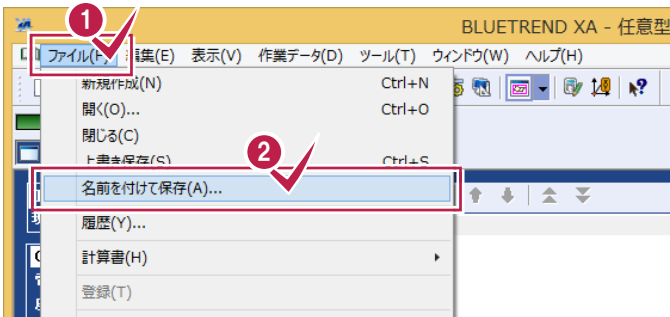 1
BLUETREND XA - 任意型
ファイル(F) 編集(E) 表示(V) 作業データ(D) ツール(T) ウィンドウ(W) ヘルプ(H)
新規作成(N) Ctrl+N
開く(O)... Ctrl+O
閉じる(C)
上書き保存(S) Ctrl+S
2
名前を付けて保存(A)...
履歴(Y)...
計算書(H)
登録(T)